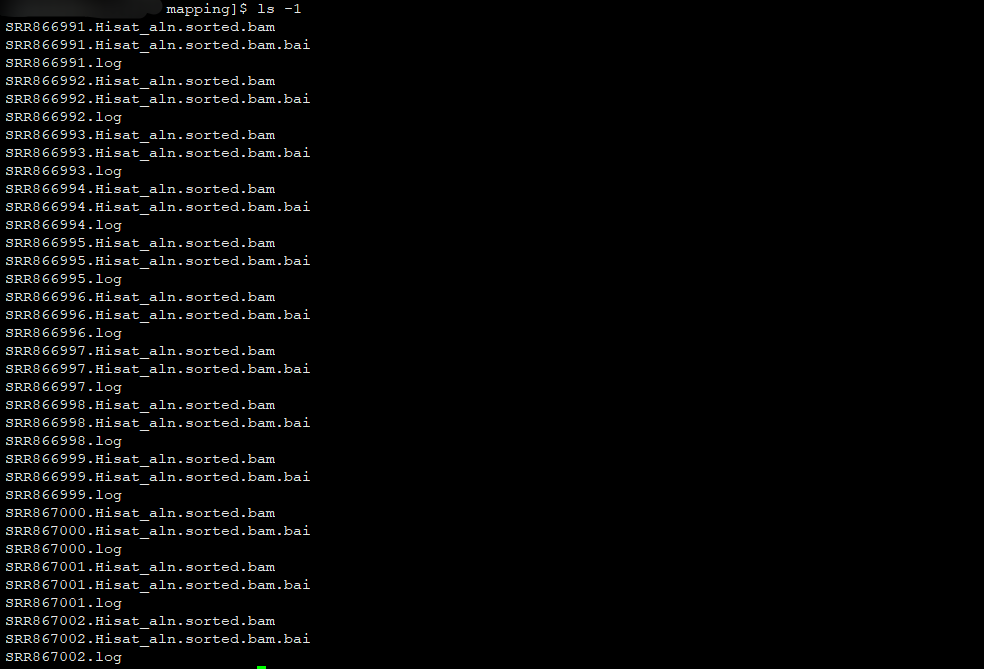 mapping]$ ls -1
SRR866991.Hisat_aln.sorted.bam
SRR866991.Hisat_aln.sorted.bam.bai
SRR866991.log
SRR866992.Hisat_aln.sorted.bam
SRR866992.Hisat_aln.sorted.bam.bai
SRR866992.log
SRR866993.Hisat_aln.sorted.bam
SRR866993.Hisat_aln.sorted.bam.bai
SRR866993.log
SRR866994.Hisat_aln.sorted.bam
SRR866994.Hisat_aln.sorted.bam.bai
SRR866994.log
SRR866995.Hisat_aln.sorted.bam
SRR866995.Hisat_aln.sorted.bam.bai
SRR866995.log
SRR866996.Hisat_aln.sorted.bam
SRR866996.Hisat_aln.sorted.bam.bai
SRR866996.log
SRR866997.Hisat_aln.sorted.bam
SRR866997.Hisat_aln.sorted.bam.bai
SRR866997.log
SRR866998.Hisat_aln.sorted.bam
SRR866998.Hisat_aln.sorted.bam.bai
SRR866998.log
SRR866999.Hisat_aln.sorted.bam
SRR866999.Hisat_aln.sorted.bam.bai
SRR866999.log
SRR867000.Hisat_aln.sorted.bam
SRR867000.Hisat_aln.sorted.bam.bai
SRR867000.log
SRR867001.Hisat_aln.sorted.bam
SRR867001.Hisat_aln.sorted.bam.bai
SRR867001.log
SRR867002.Hisat_aln.sorted.bam
SRR867002.Hisat_aln.sorted.bam.bai
SRR867002.log